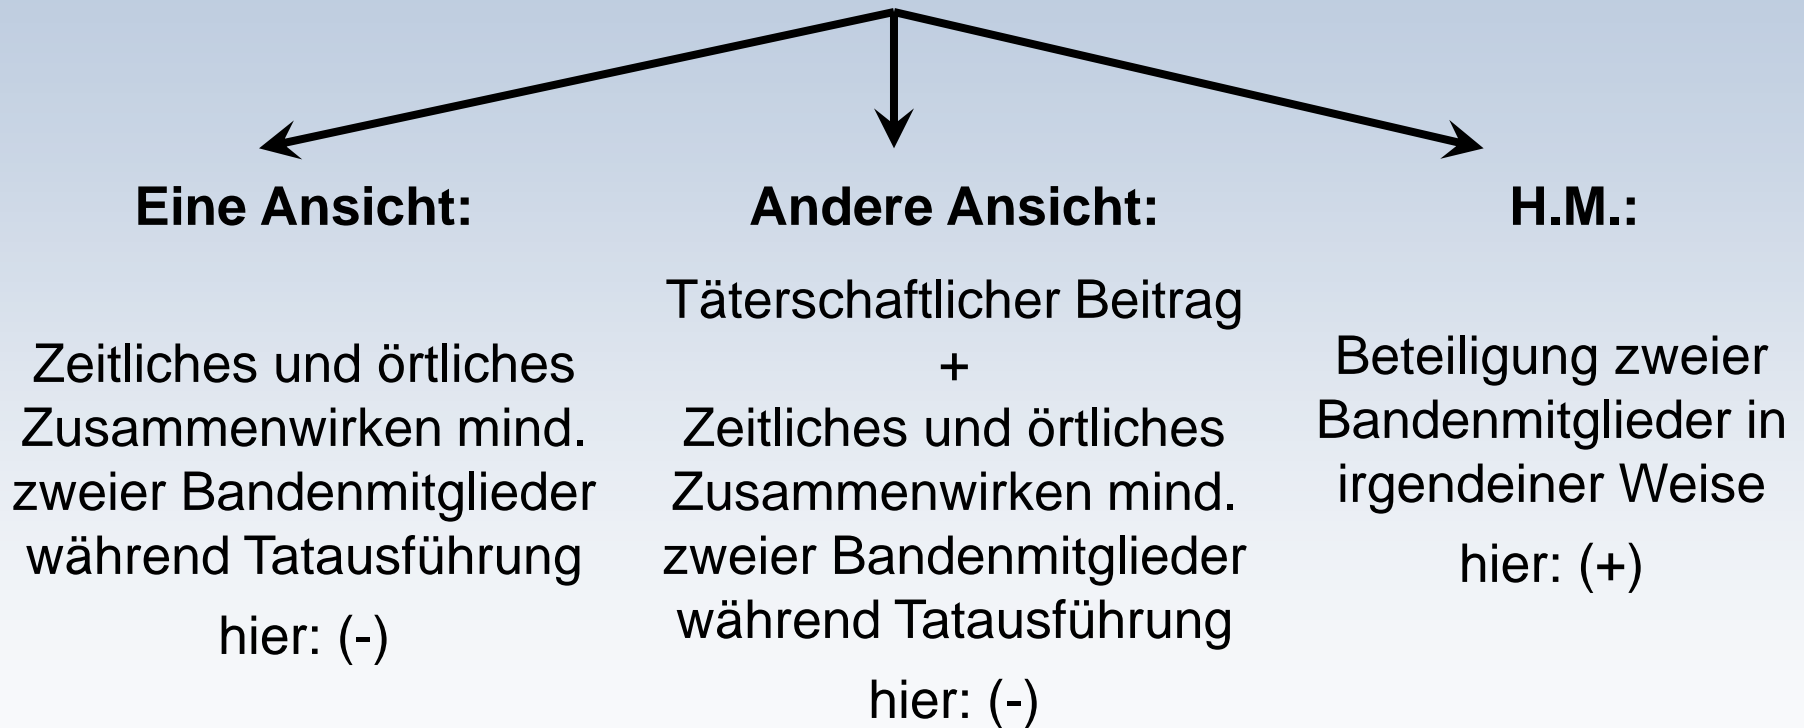 Eine Ansicht:
Zeitliches und örtliches
Zusammenwirken mind.
zweier Bandenmitglieder
während Tatausführung
hier: (-)
Andere Ansicht:
Täterschaftlicher Beitrag
+
Zeitliches und örtliches
Zusammenwirken mind.
zweier Bandenmitglieder
während Tatausführung
hier: (-)
H.M.:
Beteiligung zweier
Bandenmitglieder in
irgendeiner Weise
hier: (+)